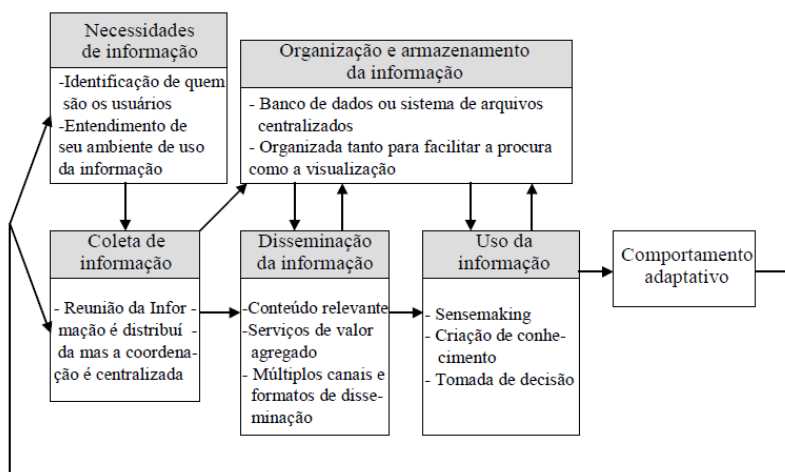 Necessidades
de informação
-Identificação de quem
são os usuários
-Entendimento de
seu ambiente de uso
da informação
Organização e armazenamento
da informação
- Banco de dados ou sistema de arquivos
centralizados
- Organizada tanto para facilitar a procura
como a visualização
Coleta de
informação
- Reunião da Infor -
mação é distribuí
da mas a coordena-
ção é centralizada
Disseminação
da informação
-Conteúdo relevante
-Serviços de valor
agregado
- Múltiplos canais e
formatos de disse-
minação
Uso da
informação
- Sensemaking
- Criação de conhe-
cimento
- Tomada de decisão
Comportamento
adaptativo